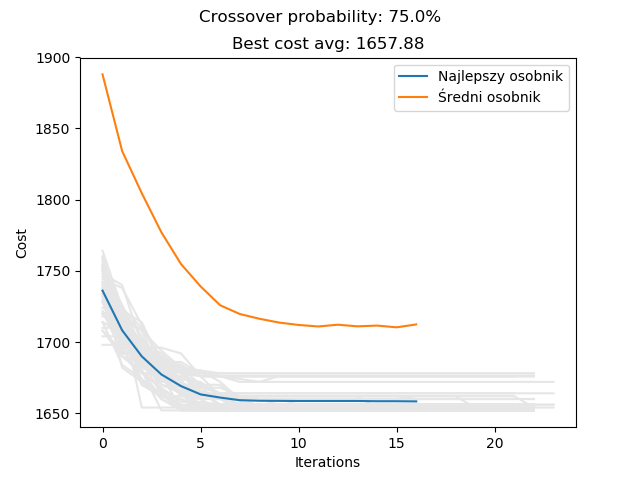 Crossover probability: 75.0%
Best cost avg: 1657.88
Najlepszy osobnik
Średni osobnik
1900
1850
1800
1750
1700
1650
Cost
0 5 10 15 20
Iterations